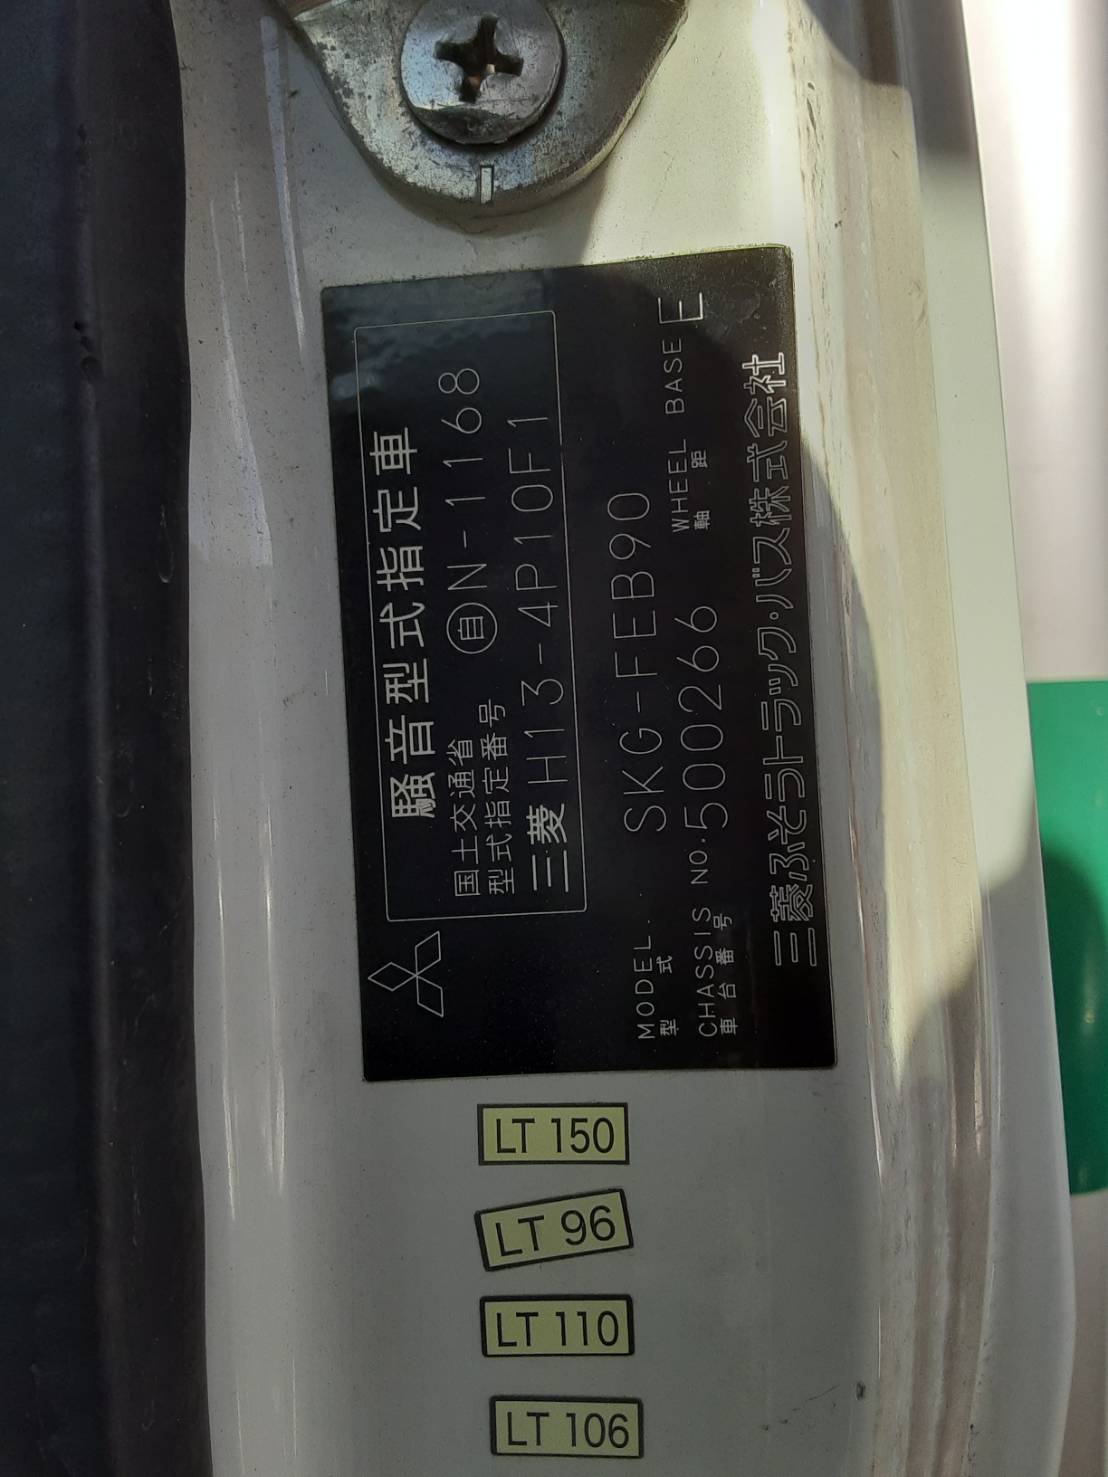 騒音型式指定車
国土交通省
型式指定番号 自N-1168
三菱 H13-4P10F1
MODEL SKG-FEB90
型式
CHASSIS NO. 500266 WHEEL BASE E
車台番号 軸距
三菱ふそうトラック・バス株式会社
LT 150
LT 96
LT 110
LT 106